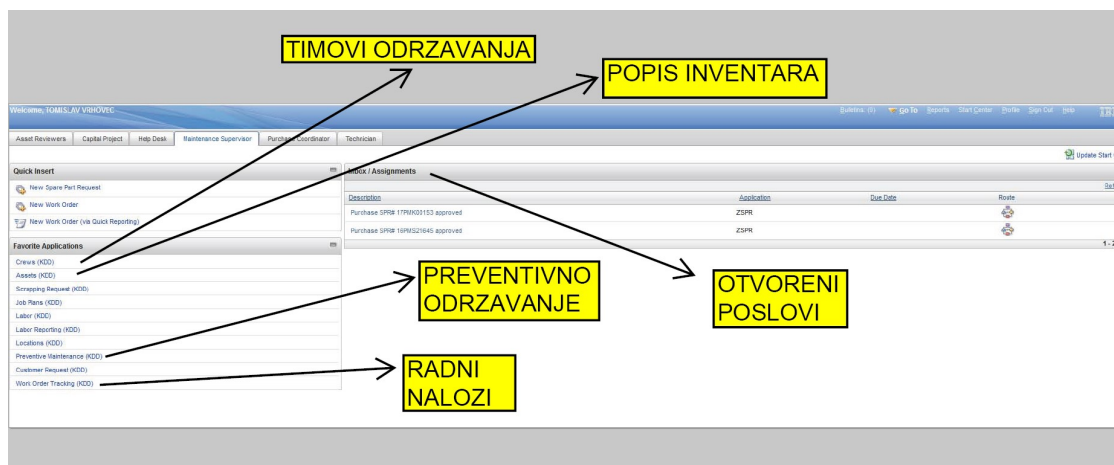 TIMOVI ODRZAVANJA
POPIS INVENTARA
Welcome, TOMISLAV VRHOVEC
Bulletins: (0) Go To Reports Start Center Profile Sign Out Help
Asset Reviewers Capital Project Help Desk Maintenance Supervisor Purchase Coordinator Technician
Update Start
Quick Insert
New Spare Part Request
New Work Order
New Work Order (via Quick Reporting)
Inbox / Assignments
Description Application Due Date Route
Purchase SPR# 17PMK00153 approved ZSPR
Purchase SPR# 16PMS21645 approved ZSPR
1 - 2
Favorite Applications
Crews (KDD)
Assets (KDD)
Scrapping Request (KDD)
Job Plans (KDD)
Labor (KDD)
Labor Reporting (KDD)
Locations (KDD)
Preventive Maintenance (KDD)
Customer Request (KDD)
Work Order Tracking (KDD)
PREVENTIVNO
ODRZAVANJE
OTVORENI
POSLOVI
RADNI
NALOZI